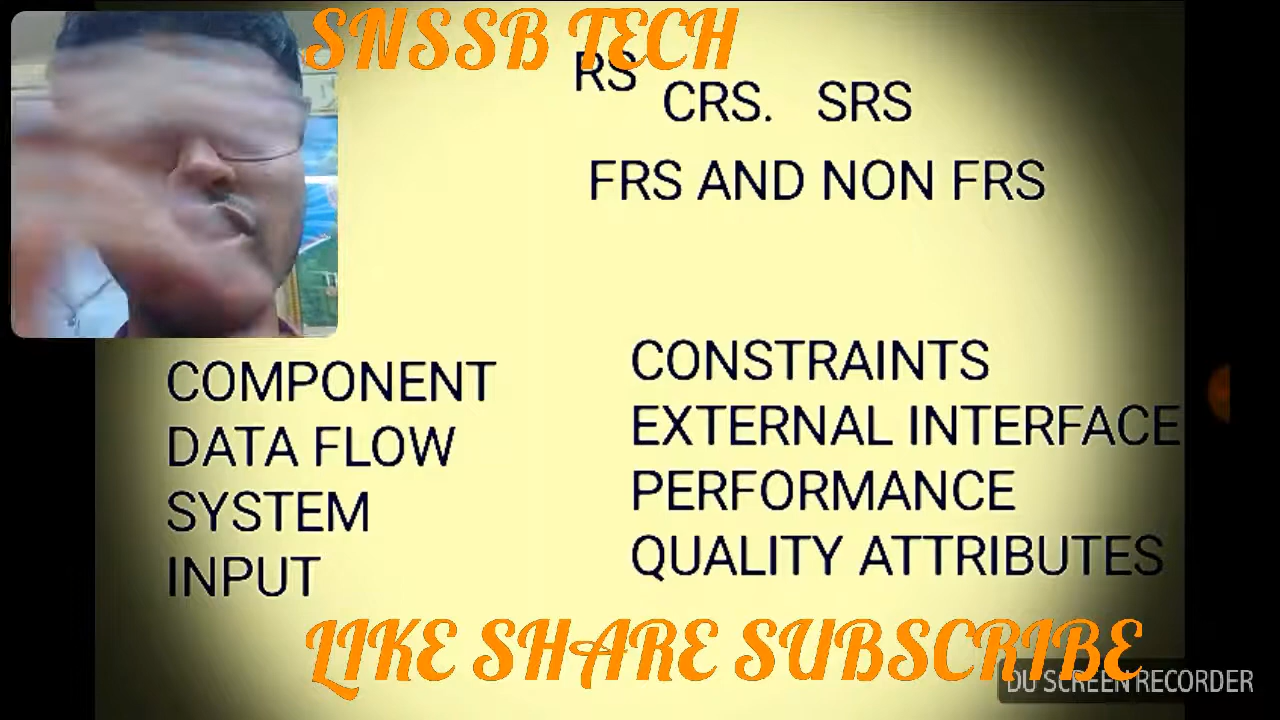 SNSSB TECH
RS
CRS. SRS
FRS AND NON FRS
COMPONENT
DATA FLOW
SYSTEM
INPUT
CONSTRAINTS
EXTERNAL INTERFACE
PERFORMANCE
QUALITY ATTRIBUTES
LIKE SHARE SUBSCRIBE
DU SCREEN RECORDER